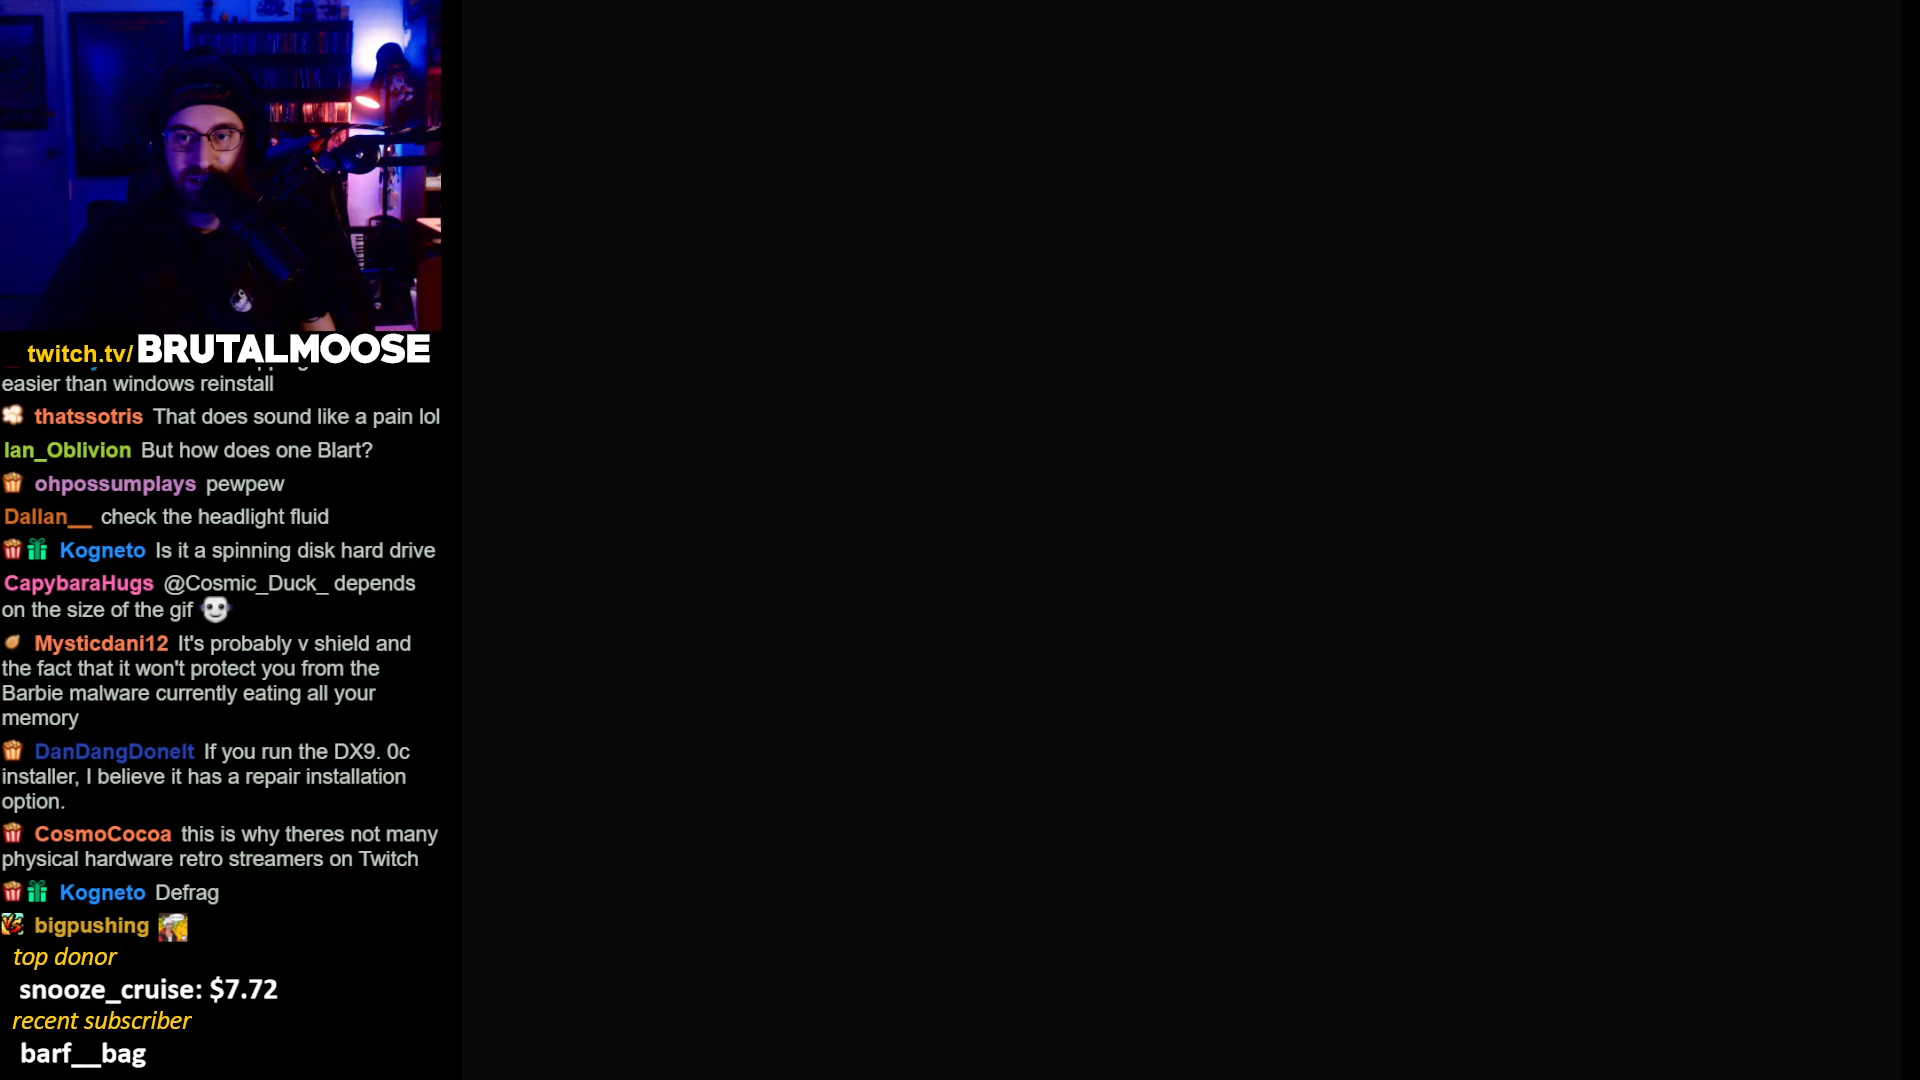 twitch.tv/BRUTALMOOSE
easier than windows reinstall
thatssotris That does sound like a pain lol
Ian_Oblivion But how does one Blart?
ohpossumplays pewpew
Dallan__ check the headlight fluid
Kogneto Is it a spinning disk hard drive
CapybaraHugs @Cosmic_Duck_ depends
on the size of the gif
Mysticdani12 It's probably v shield and
the fact that it won't protect you from the
Barbie malware currently eating all your
memory
DanDangDoneIt If you run the DX9. 0c
installer, I believe it has a repair installation
option.
CosmoCocoa this is why theres not many
physical hardware retro streamers on Twitch
Kogneto Defrag
bigpushing
top donor
snooze_cruise: $7.72
recent subscriber
barf__bag